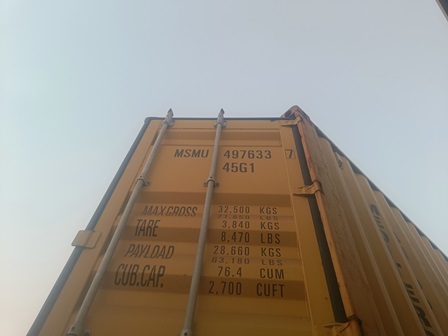 MSMU 497633 7
45G1
MAX.GROSS 32.500 KGS
TARE 3.840 KGS
8.470 LBS
PAYLOAD 28.660 KGS
63.180 LBS
CUB.CAP. 76.4 CUM
2.700 CUFT